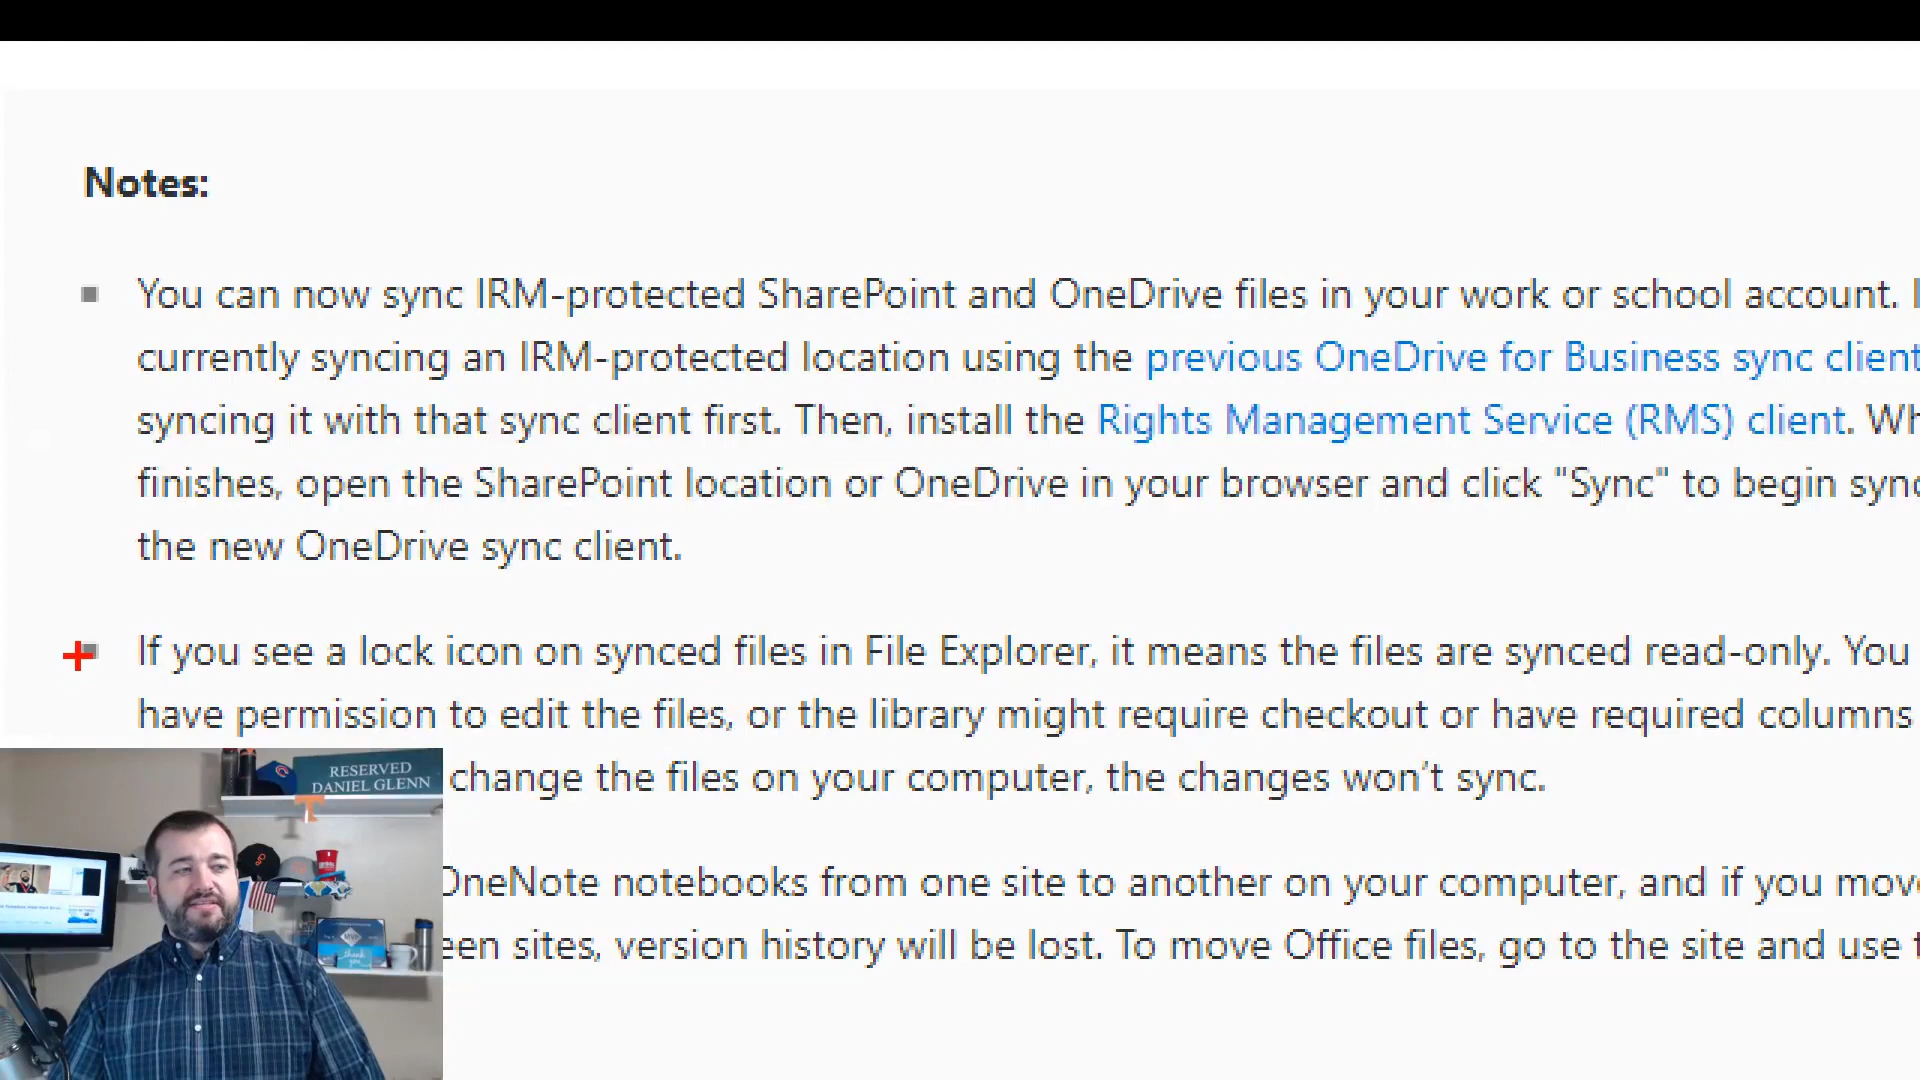 Notes:
You can now sync IRM-protected SharePoint and OneDrive files in your work or school account.
currently syncing an IRM-protected location using the previous OneDrive for Business sync client
syncing it with that sync client first. Then, install the Rights Management Service (RMS) client. Wh
finishes, open the SharePoint location or OneDrive in your browser and click "Sync" to begin sync
the new OneDrive sync client.
If you see a lock icon on synced files in File Explorer, it means the files are synced read-only. You
have permission to edit the files, or the library might require checkout or have required columns
change the files on your computer, the changes won't sync.
OneNote notebooks from one site to another on your computer, and if you move
een sites, version history will be lost. To move Office files, go to the site and use t
RESERVED
DANIEL GLENN
MVP
thank
you